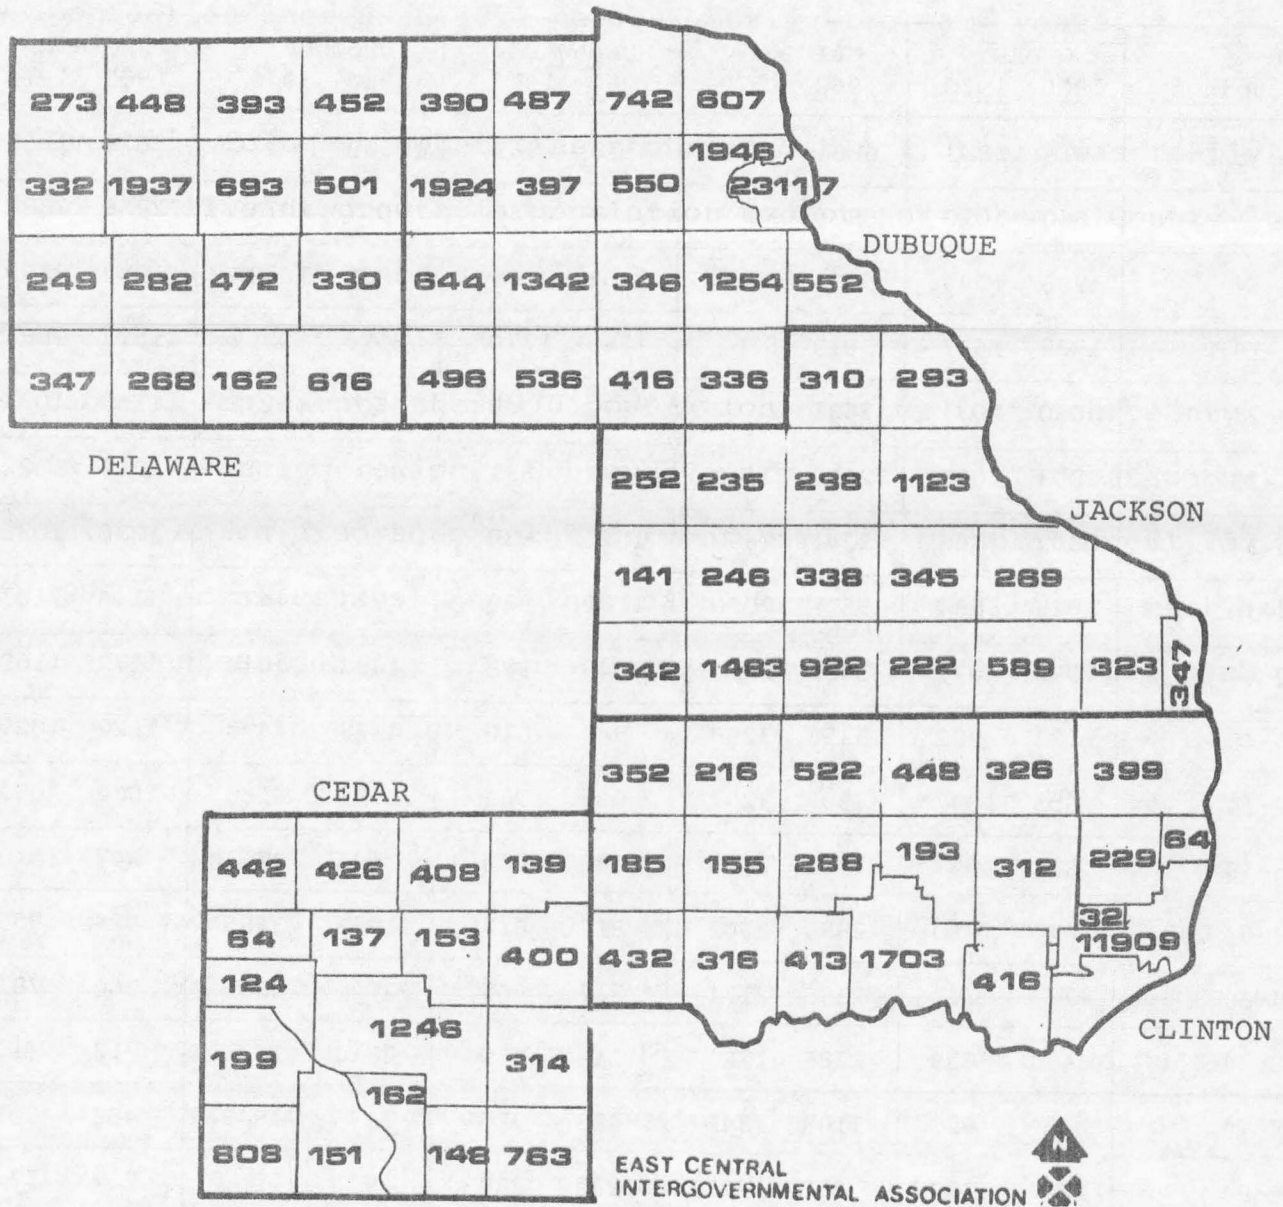 273 448 393 452 390 487 742 607
1946
332 1937 693 501 1924 397 550 23117
DUBUQUE
249 282 472 330 644 1342 346 1254 552
347 268 162 616 496 536 416 336 310 293
DELAWARE
252 235 298 1123
JACKSON
141 246 338 345 269
342 1463 922 222 589 323 347
352 216 522 448 326 399
CEDAR
442 426 408 139 185 155 288 193 312 229 64
32
64 137 153 400 432 316 413 1703 416 11909
124
CLINTON
1246
199 314
162
808 151 148 763
N
EAST CENTRAL
INTERGOVERNMENTAL ASSOCIATION